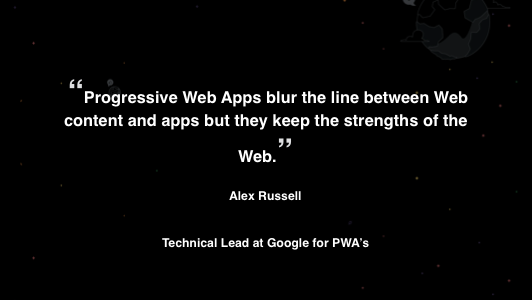 “Progressive Web Apps blur the line between Web
content and apps but they keep the strengths of the
Web.”
Alex Russell
Technical Lead at Google for PWA's